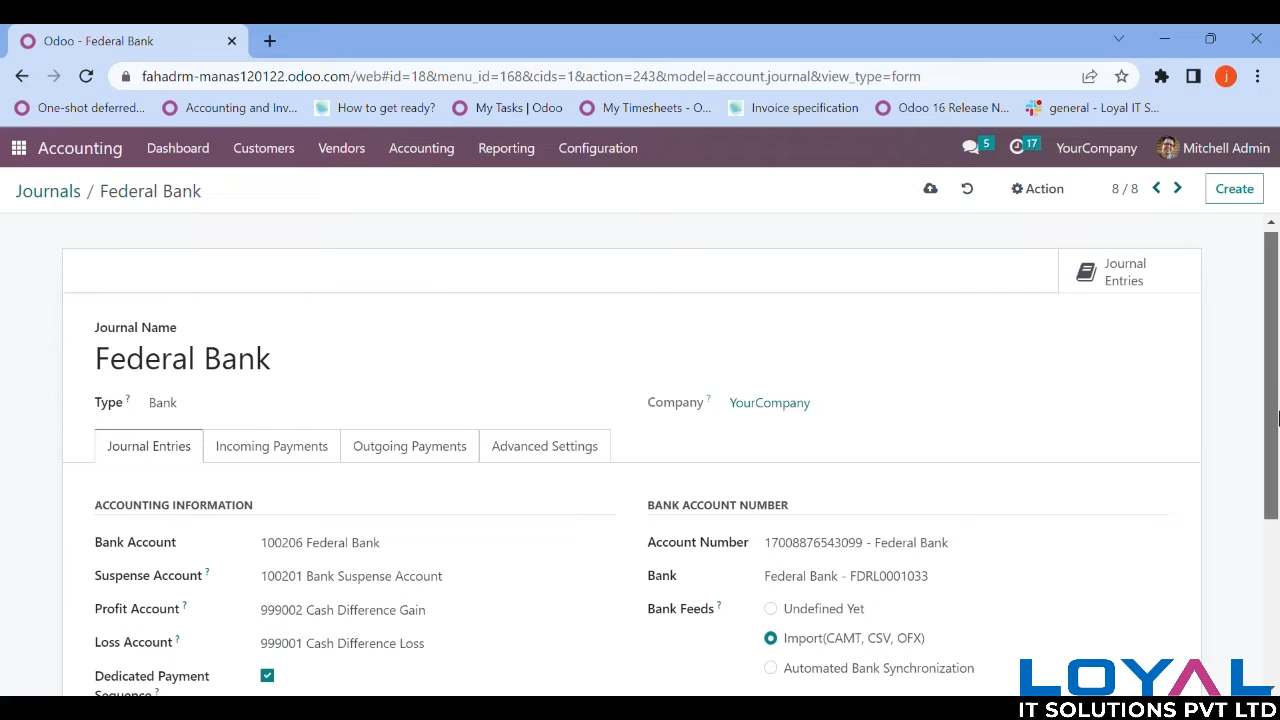 Odoo - Federal Bank
fahadrm-manas120122.odoo.com/web#id=18&menu_id=168&cids=1&action=243&model=account.journal&view_type=form
j
One-shot deferred... Accounting and Inv... How to get ready? My Tasks | Odoo My Timesheets - O... Invoice specification Odoo 16 Release N... general - Loyal IT S...
Accounting Dashboard Customers Vendors Accounting Reporting Configuration 5 17 YourCompany Mitchell Admin
Journals / Federal Bank Action 8 / 8 Create
Journal
Entries
Journal Name
Federal Bank
Type ? Bank Company ? YourCompany
Journal Entries Incoming Payments Outgoing Payments Advanced Settings
ACCOUNTING INFORMATION BANK ACCOUNT NUMBER
Bank Account 100206 Federal Bank Account Number 17008876543099 - Federal Bank
Suspense Account ? 100201 Bank Suspense Account Bank Federal Bank - FDRL0001033
Profit Account ? 999002 Cash Difference Gain Bank Feeds ? Undefined Yet
Loss Account ? 999001 Cash Difference Loss Import(CAMT, CSV, OFX)
Dedicated Payment Automated Bank Synchronization
Sequence ?
LOYAL
IT SOLUTIONS PVT LTD